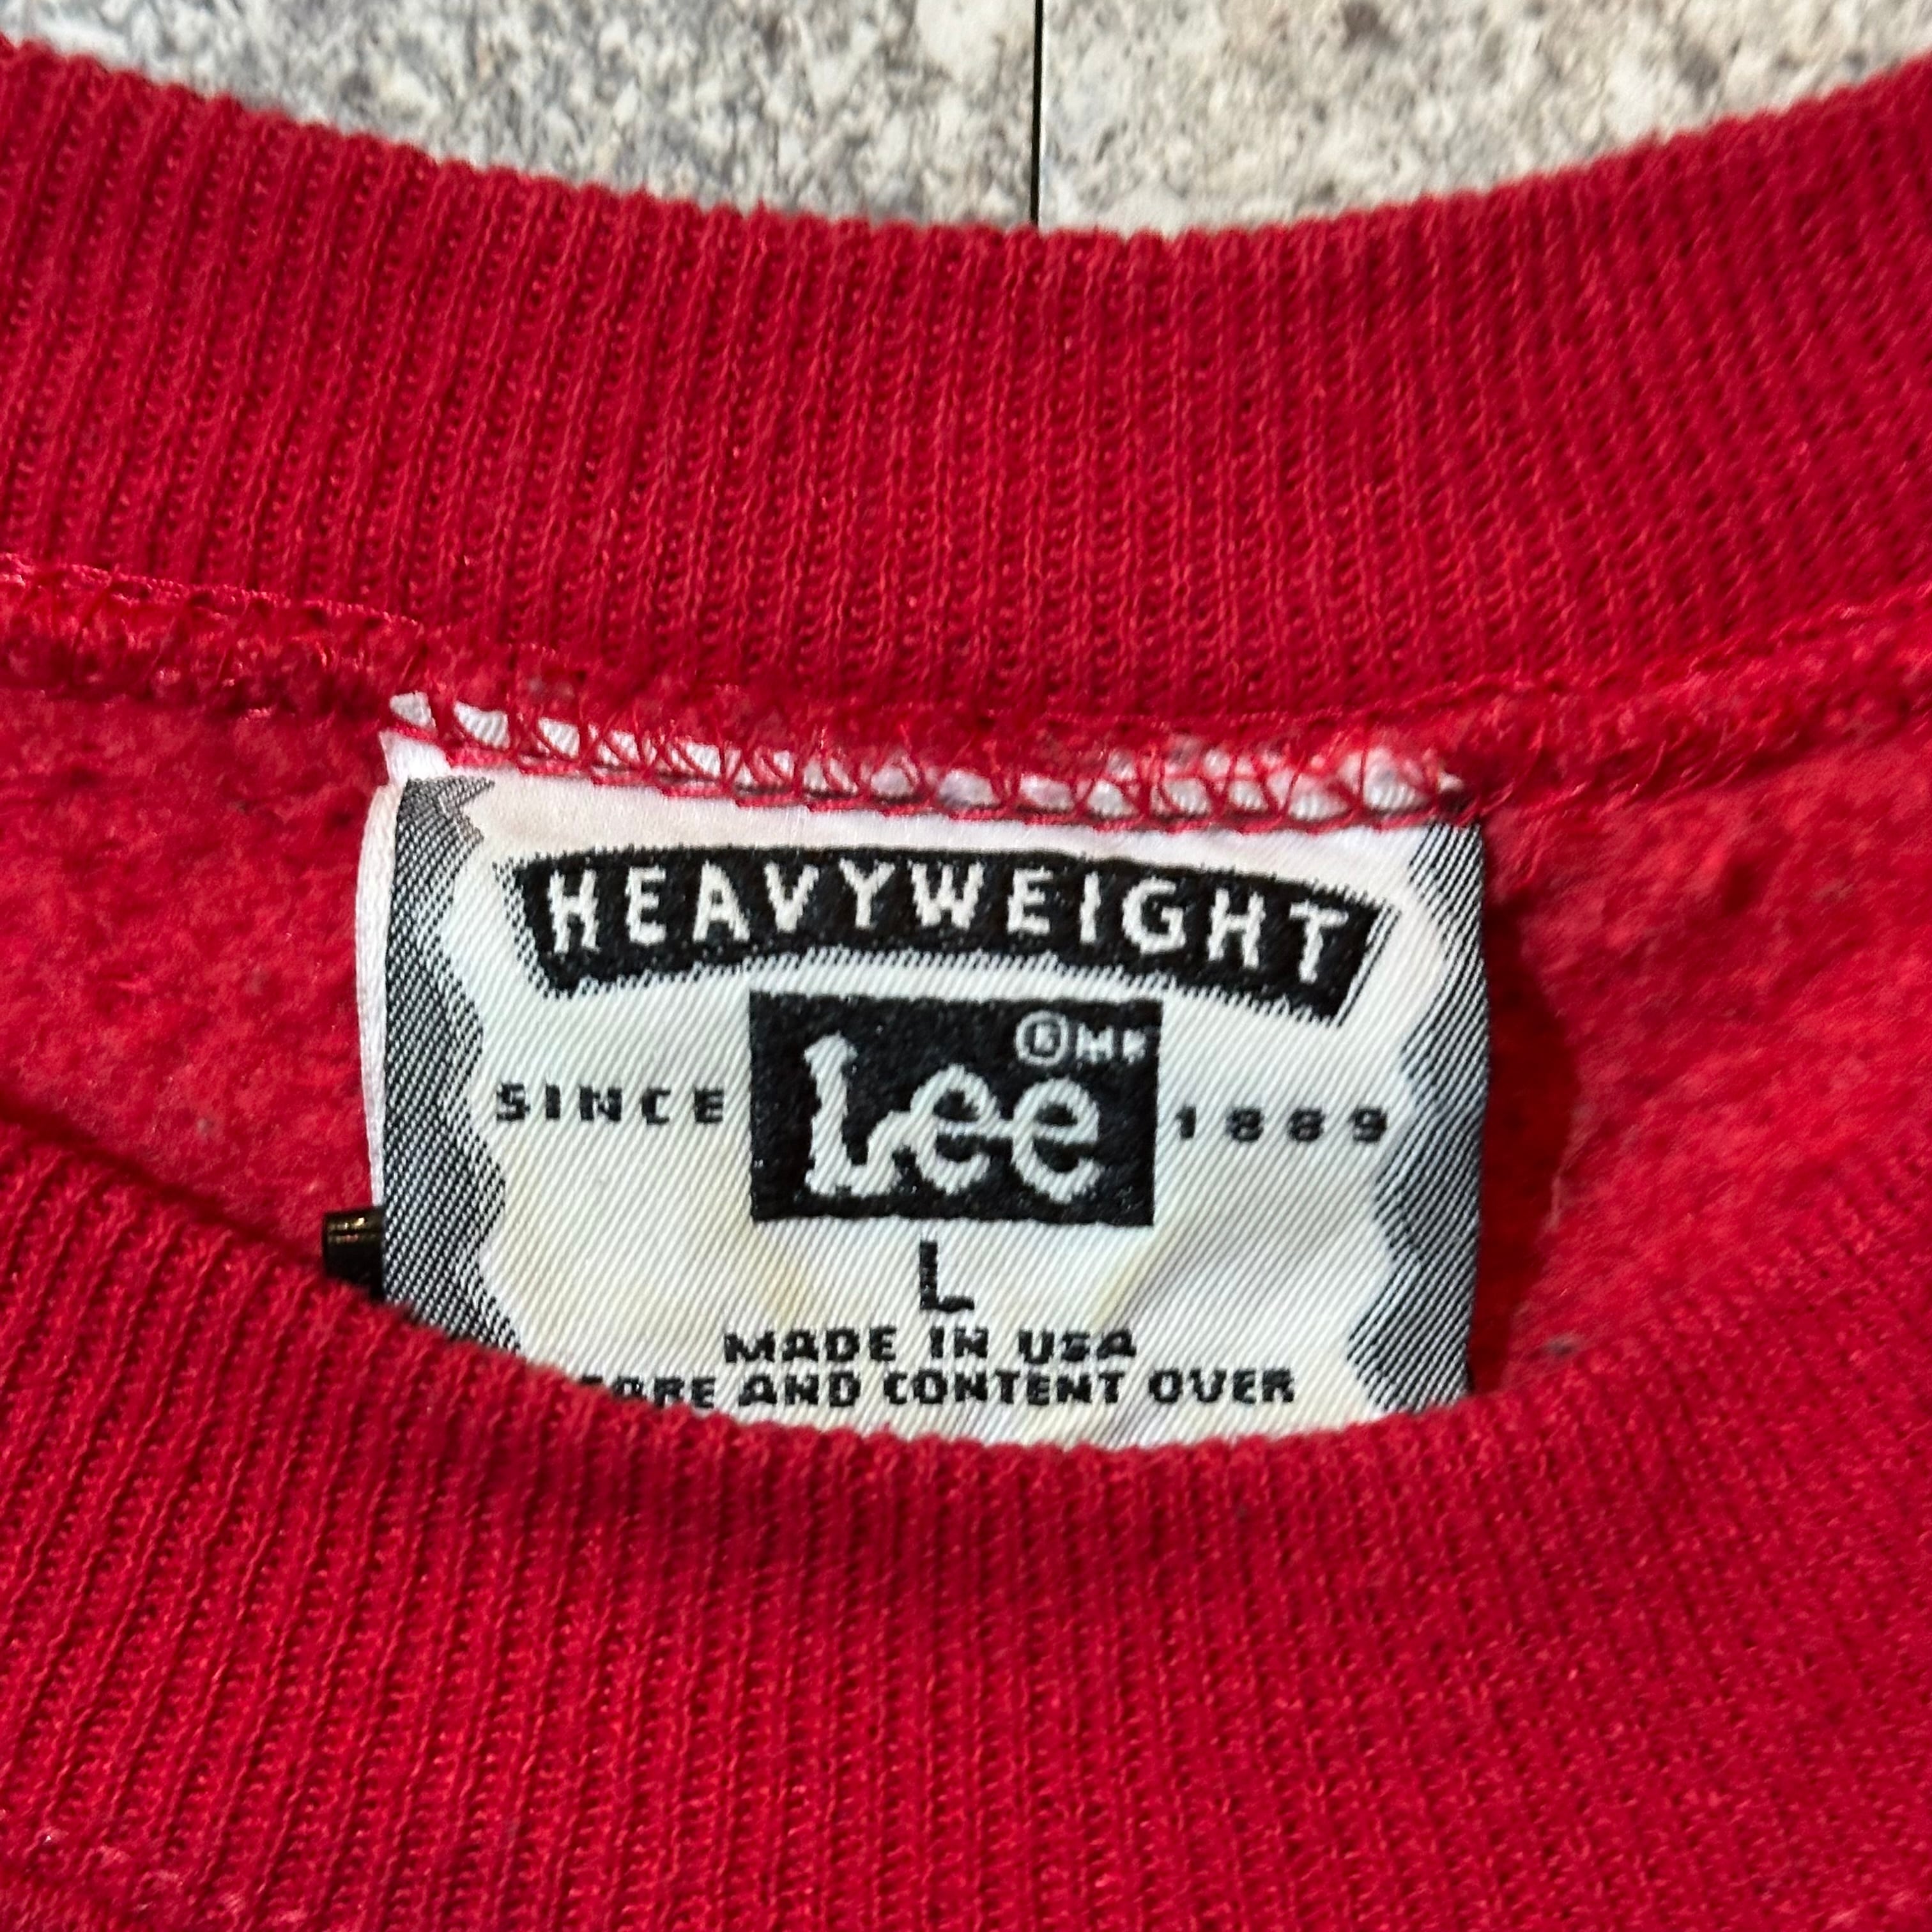 HEAVYWEIGHT
SINCE Lee 1889
L
MADE IN USA
CARE AND CONTENT OVER